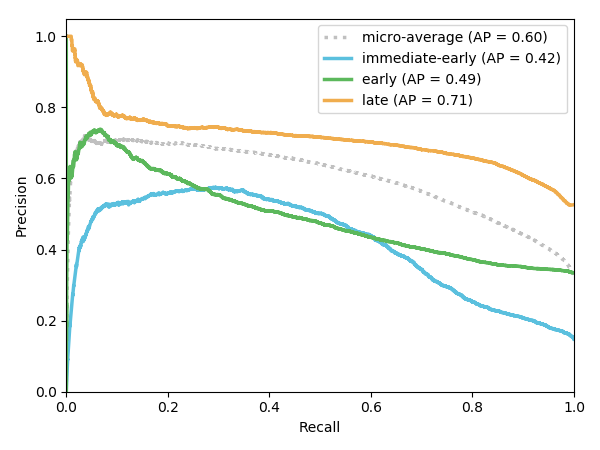 micro-average (AP = 0.60)
immediate-early (AP = 0.42)
early (AP = 0.49)
late (AP = 0.71)
Precision
1.0
0.8
0.6
0.4
0.2
0.0
0.0 0.2 0.4 0.6 0.8 1.0
Recall